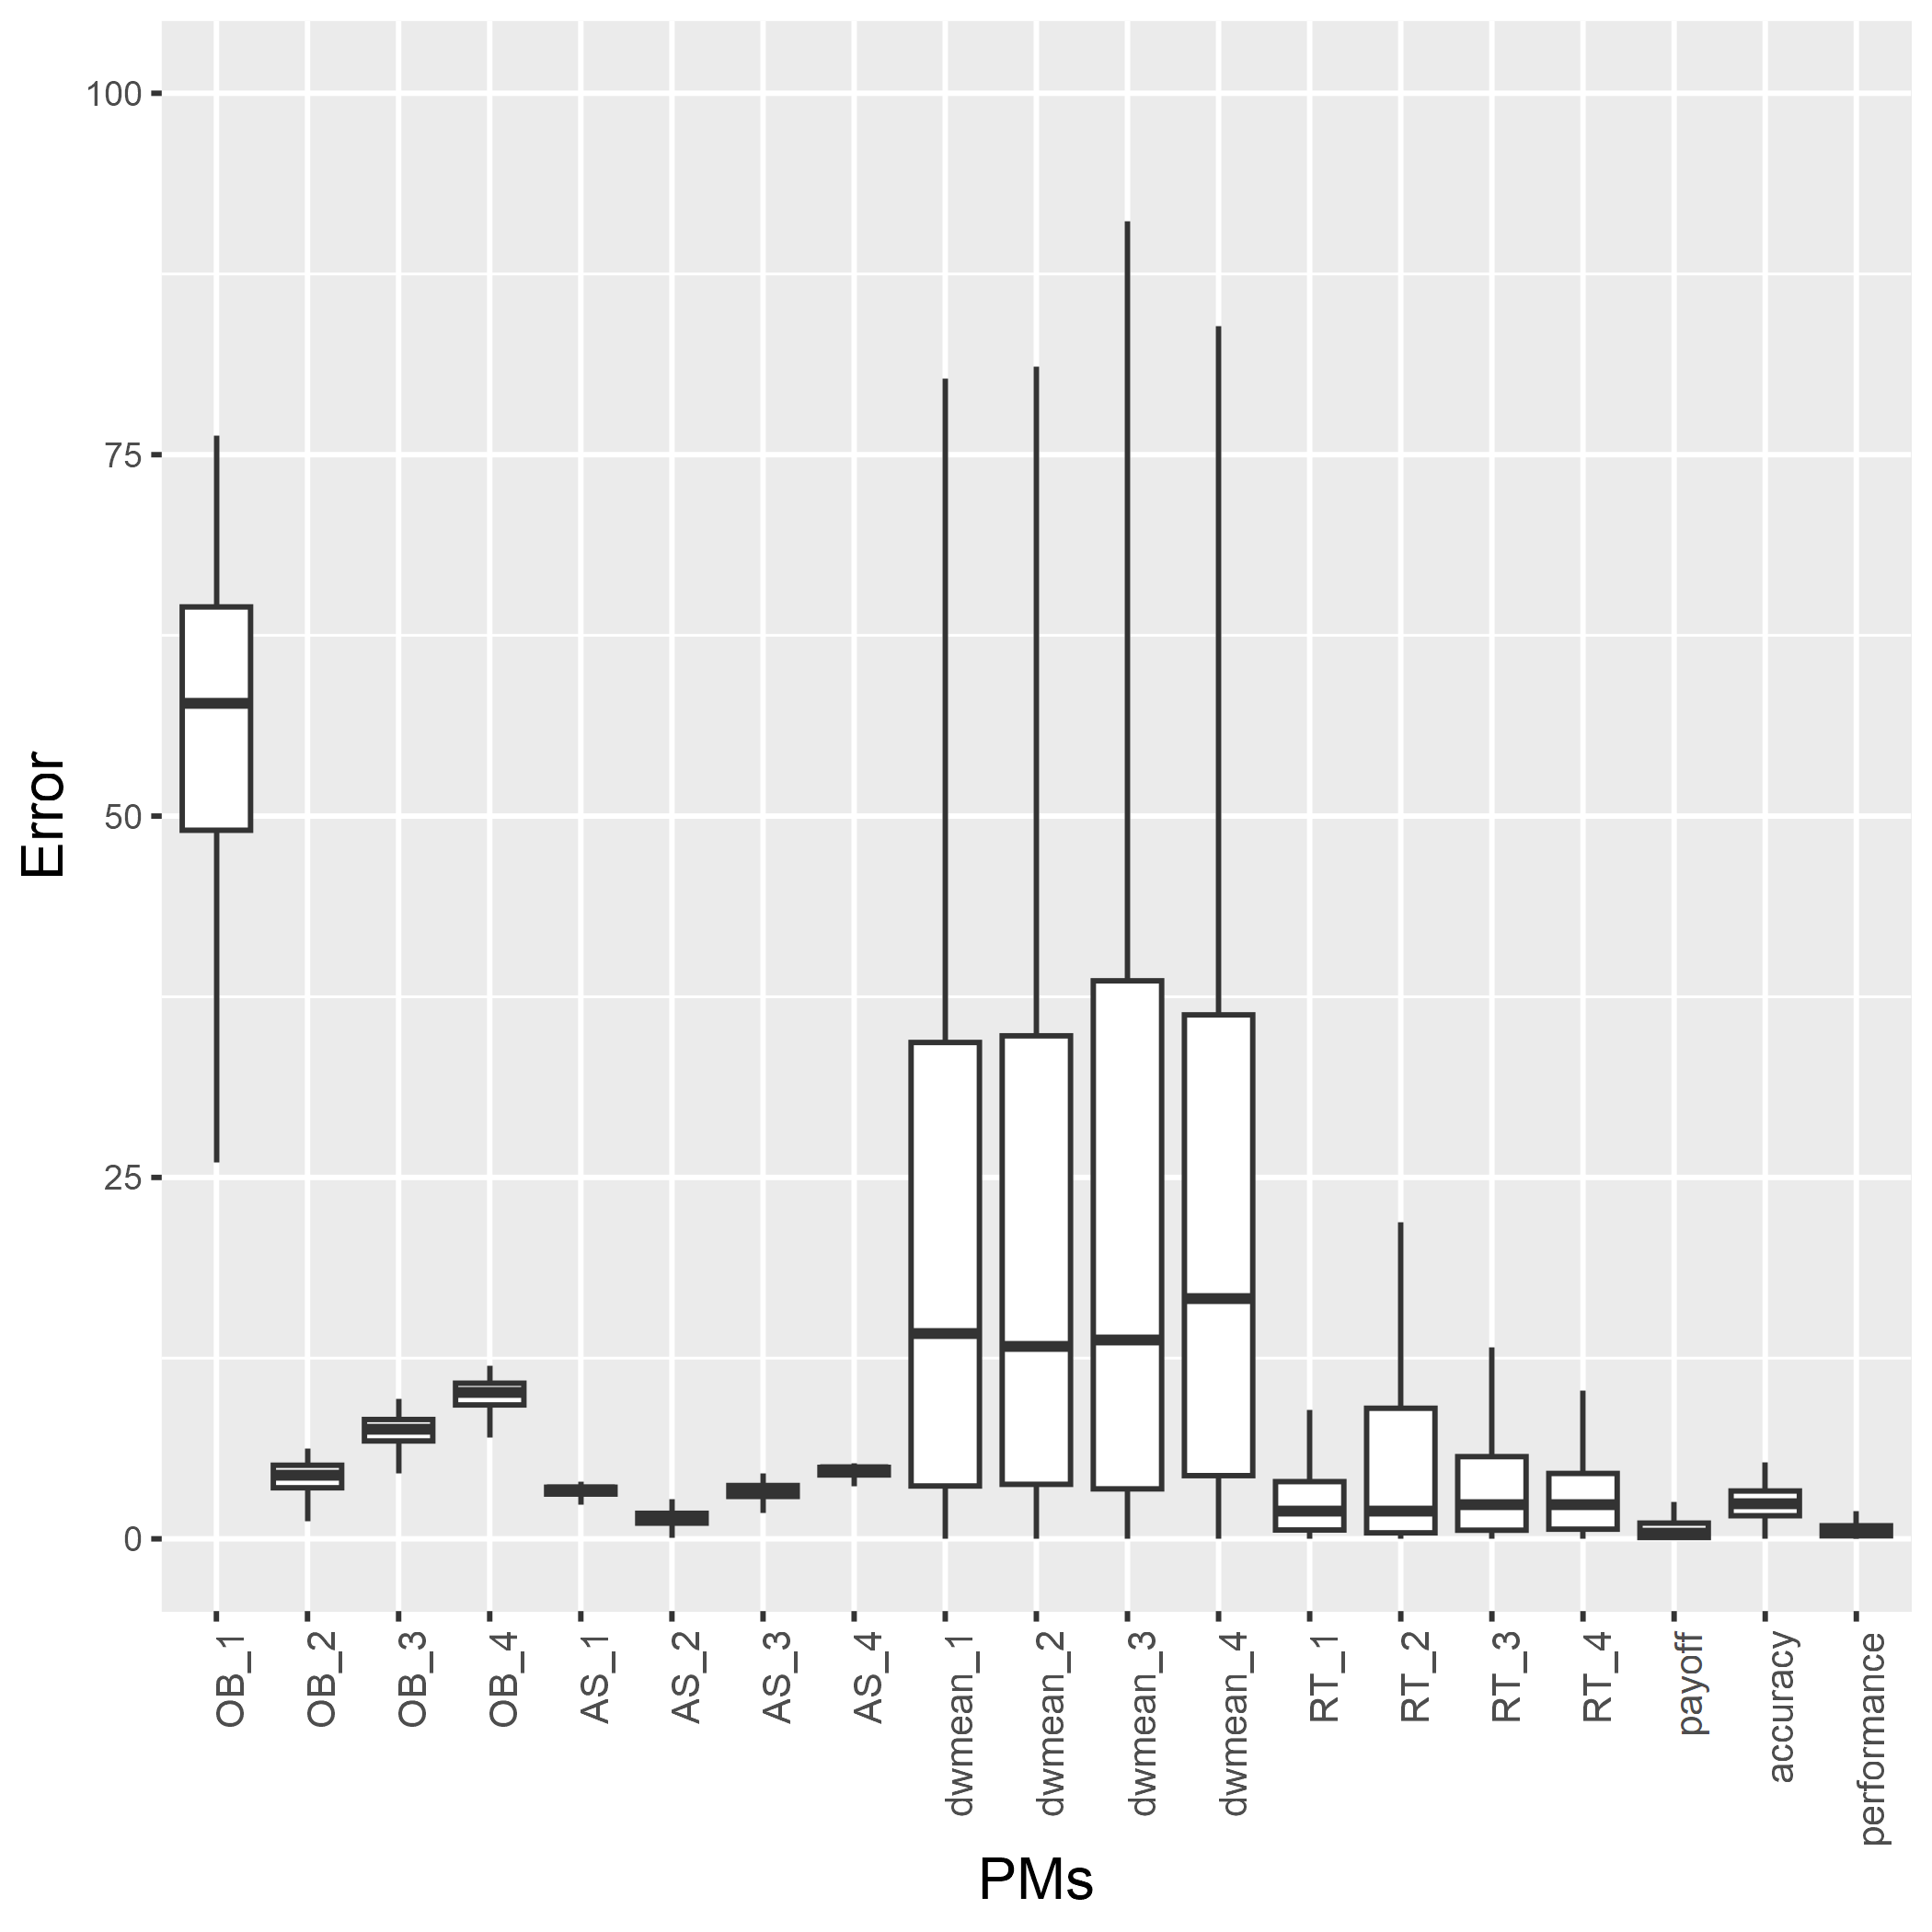 100
75
50
25
0
Error
OB_1
OB_2
OB_3
OB_4
AS_1
AS_2
AS_3
AS_4
dwmean_1
dwmean_2
dwmean_3
dwmean_4
RT_1
RT_2
RT_3
RT_4
payoff
accuracy
performance
PMs